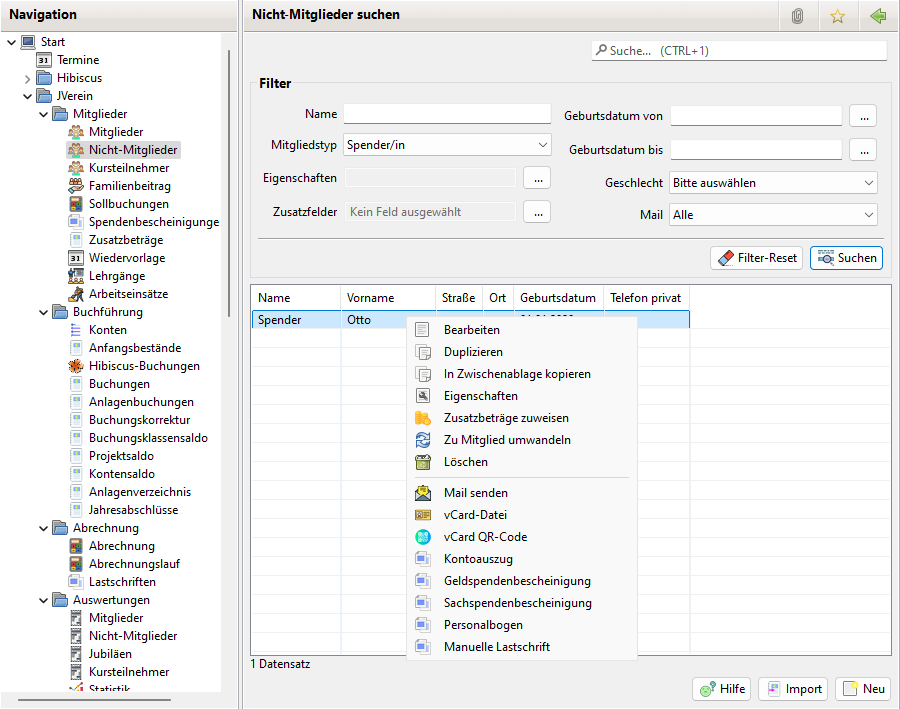 Navigation
Start
31 Termine
Hibiscus
JVerein
Mitglieder
Mitglieder
Nicht-Mitglieder
Kursteilnehmer
Familienbeitrag
Sollbuchungen
Spendenbescheinigunge
Zusatzbeträge
31 Wiedervorlage
Lehrgänge
Arbeitseinsätze
Buchführung
Konten
Anfangsbestände
Hibiscus-Buchungen
Buchungen
Anlagenbuchungen
Buchungskorrektur
Buchungsklassensaldo
Projektsaldo
Kontensaldo
Anlagenverzeichnis
Jahresabschlüsse
Abrechnung
Abrechnung
Abrechnungslauf
Lastschriften
Auswertungen
Mitglieder
Nicht-Mitglieder
Jubiläen
Kursteilnehmer
Statistik
Nicht-Mitglieder suchen
Suche... (CTRL+1)
Filter
Name
Geburtsdatum von ...
Mitgliedstyp Spender/in
Geburtsdatum bis ...
Eigenschaften ...
Geschlecht Bitte auswählen
Zusatzfelder Kein Feld ausgewählt ...
Mail Alle
Filter-Reset Suchen
Name Vorname Straße Ort Geburtsdatum Telefon privat
Spender Otto
Bearbeiten
Duplizieren
In Zwischenablage kopieren
Eigenschaften
Zusatzbeträge zuweisen
Zu Mitglied umwandeln
Löschen
Mail senden
vCard-Datei
vCard QR-Code
Kontoauszug
Geldspendenbescheinigung
Sachspendenbescheinigung
Personalbogen
Manuelle Lastschrift
1 Datensatz
Hilfe Import Neu